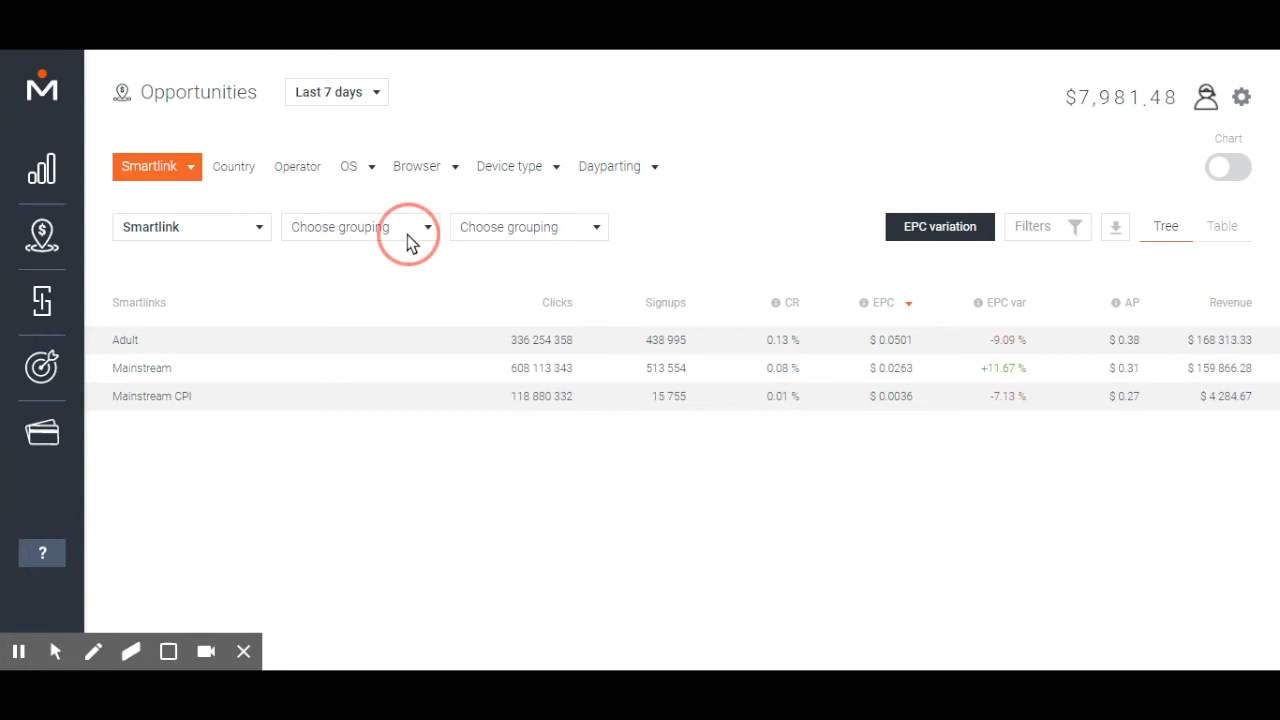 Opportunities Last 7 days $7,981.48
Chart
Smartlink Country Operator OS Browser Device type Dayparting
Smartlink Choose grouping Choose grouping EPC variation Filters Tree Table
Smartlinks Clicks Signups CR EPC EPC var AP Revenue
Adult 336 254 358 438 995 0.13 % $ 0.0501 -9.09 % $ 0.38 $ 168 313.33
Mainstream 608 113 343 513 554 0.08 % $ 0.0263 +11.67 % $ 0.31 $ 159 866.28
Mainstream CPI 118 880 332 15 755 0.01 % $ 0.0036 -7.13 % $ 0.27 $ 4 284.67
?